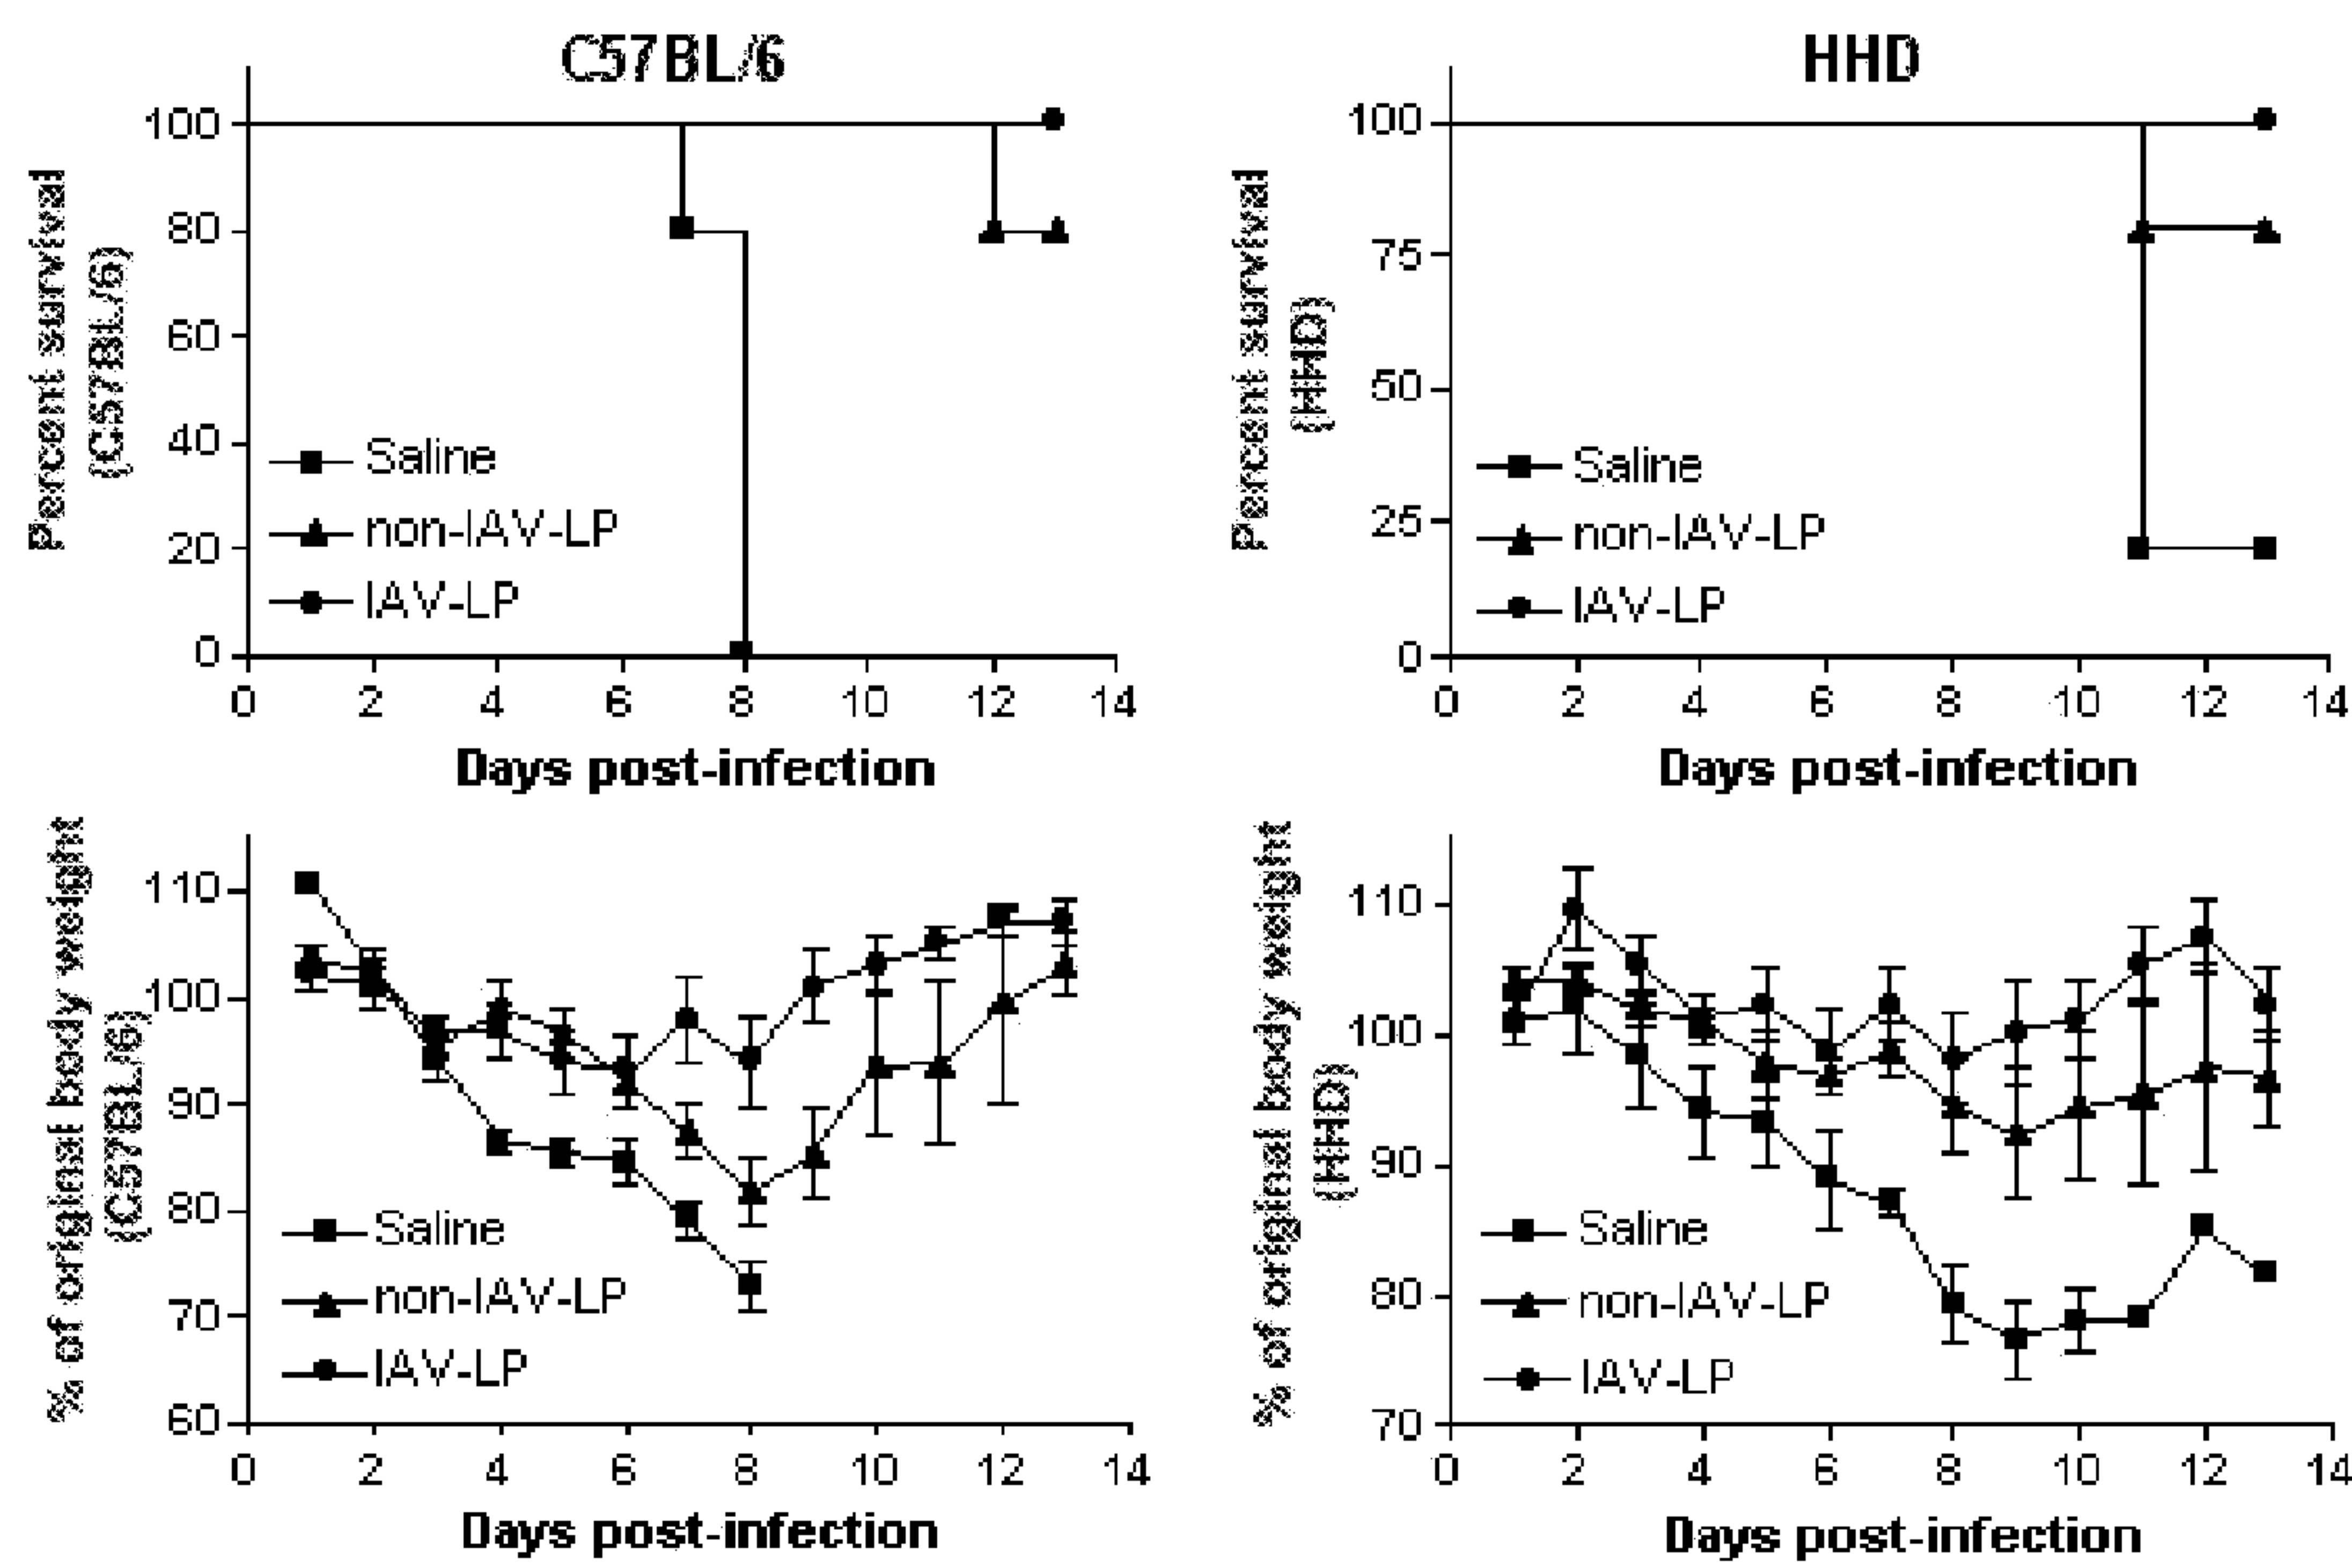 C57BL/6
HHD
Percent survival
(C57BL/6)
100
80
60
40
20
0
Saline
non-IAV-LP
IAV-LP
0 2 4 6 8 10 12 14
Days post-infection
Percent survival
(HHD)
100
75
50
25
0
Saline
non-IAV-LP
IAV-LP
0 2 4 6 8 10 12 14
Days post-infection
% of original body weight
(C57BL/6)
110
100
90
80
70
60
Saline
non-IAV-LP
IAV-LP
0 2 4 6 8 10 12 14
Days post-infection
% of original body weight
(HHD)
110
100
90
80
70
Saline
non-IAV-LP
IAV-LP
0 2 4 6 8 10 12 14
Days post-infection